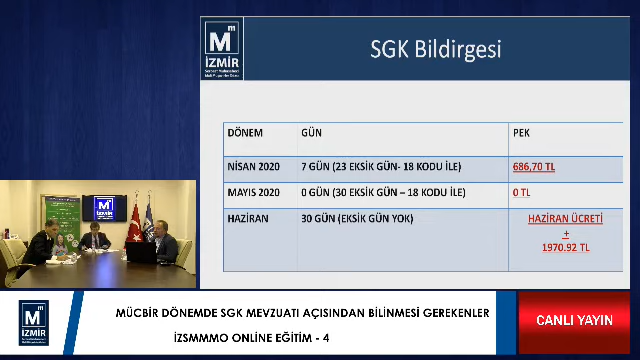 m
M
İZMİR
SGK Bildirgesi
DÖNEM GÜN PEK
NİSAN 2020 7 GÜN (23 EKSİK GÜN- 18 KODU İLE) 686,70 TL
MAYIS 2020 0 GÜN (30 EKSİK GÜN – 18 KODU İLE) 0 TL
HAZİRAN 30 GÜN (EKSİK GÜN YOK) HAZİRAN ÜCRETİ
+
1970.92 TL
M
İZMİR
m
M
İZMİR
MÜCBİR DÖNEMDE SGK MEVZUATI AÇISINDAN BİLİNMESİ GEREKENLER
İZSMMMO ONLINE EĞİTİM - 4
CANLI YAYIN